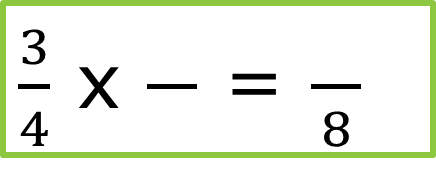 3/4 x — = —/8